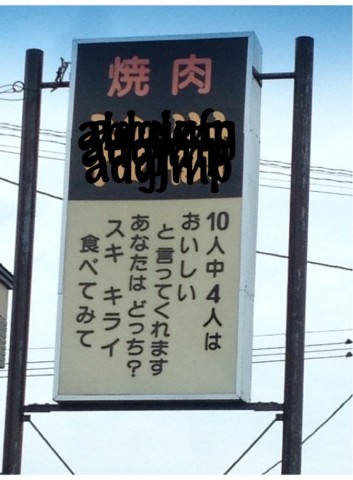 焼肉
10人中4人は
おいしい
と言ってくれます
あなたは どっち?
スキ キライ
食べてみて